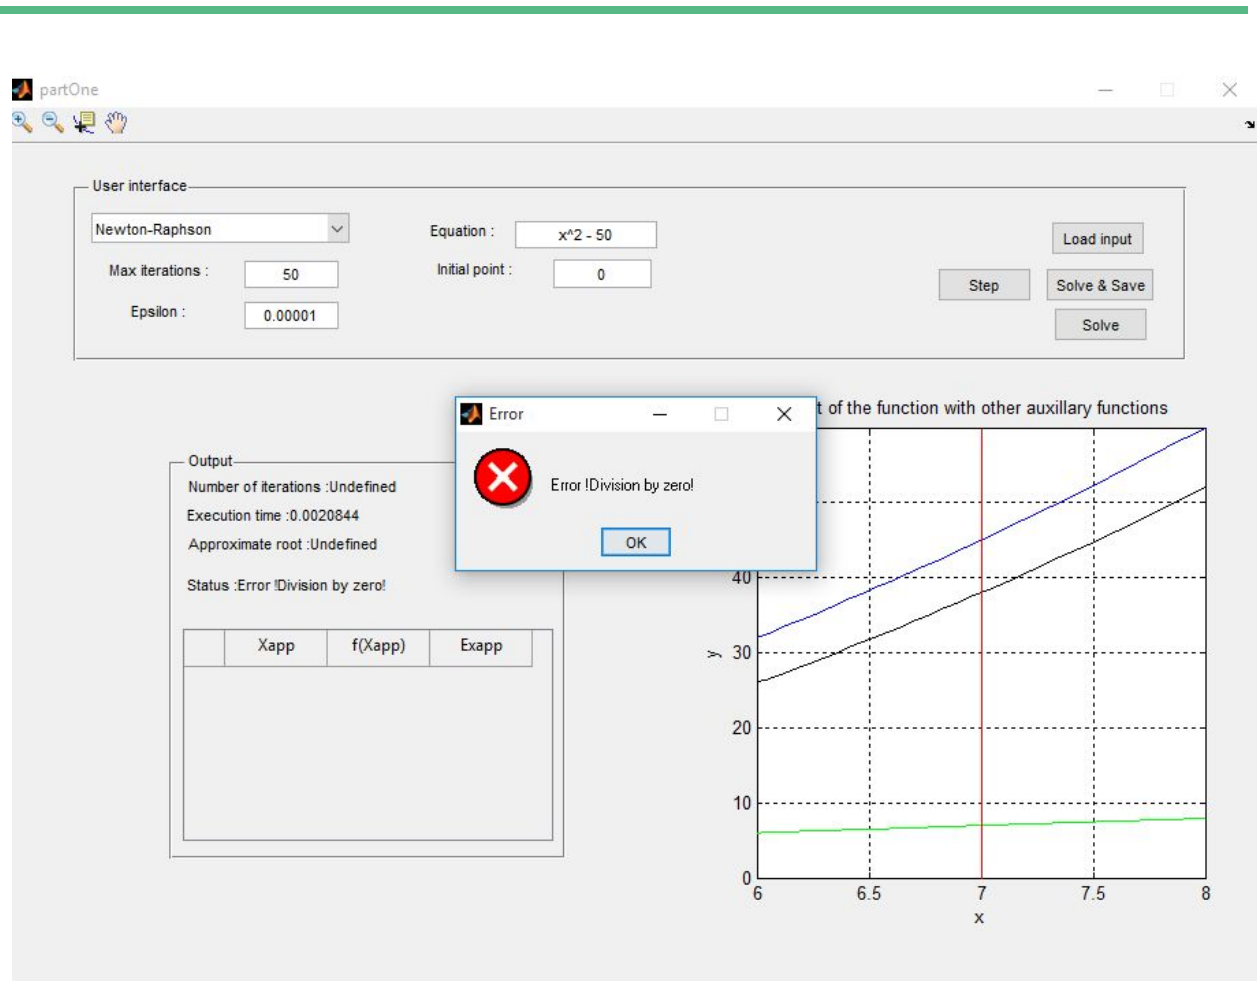 partOne
User interface
Newton-Raphson
Equation :
x^2 - 50
Load input
Max iterations :
50
Initial point :
0
Step
Solve & Save
Epsilon :
0.00001
Solve
Error
Error !Division by zero!
OK
t of the function with other auxillary functions
Output
Number of iterations :Undefined
Execution time :0.0020844
Approximate root :Undefined
Status :Error !Division by zero!
Xapp f(Xapp) Exapp
40
30
20
10
0
y
6 6.5 7 7.5 8
x